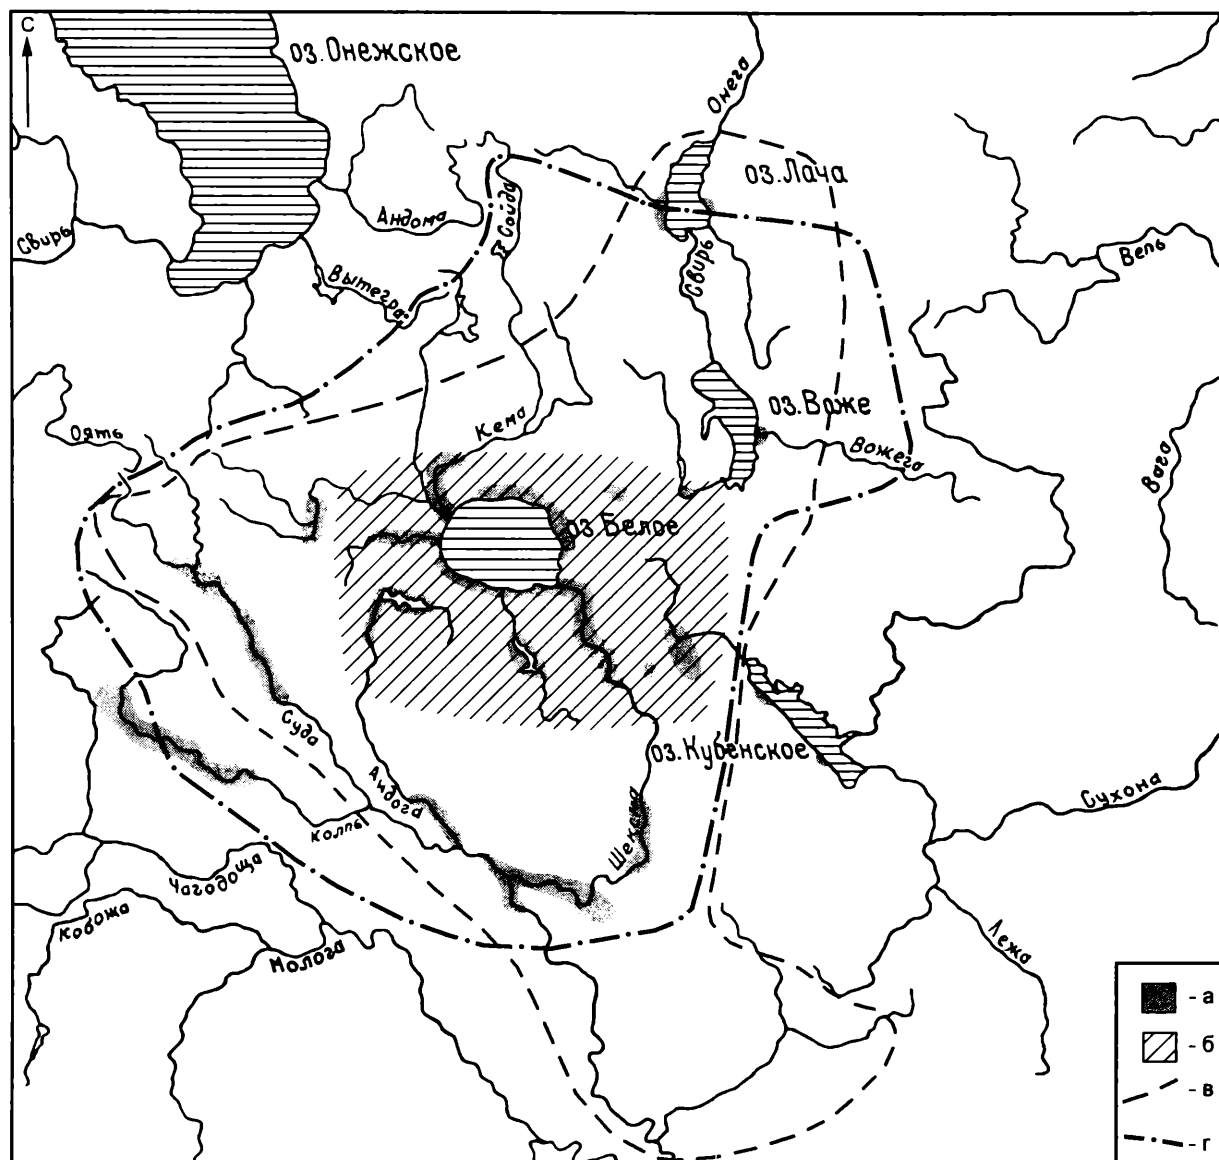 С
оз.Онежское
Онега
оз.Лача
Андома
Сойда
Свирь
Свирь
Вель
Вытегра
оз.Воже
Оять
Кема
Вожега
Вага
оз.Белое
Суда
оз.Кубенское
Андога
Сухона
Колпь
Шексна
Чагодоща
Кобожа
Молога
Лежа
- а
- б
- в
- г